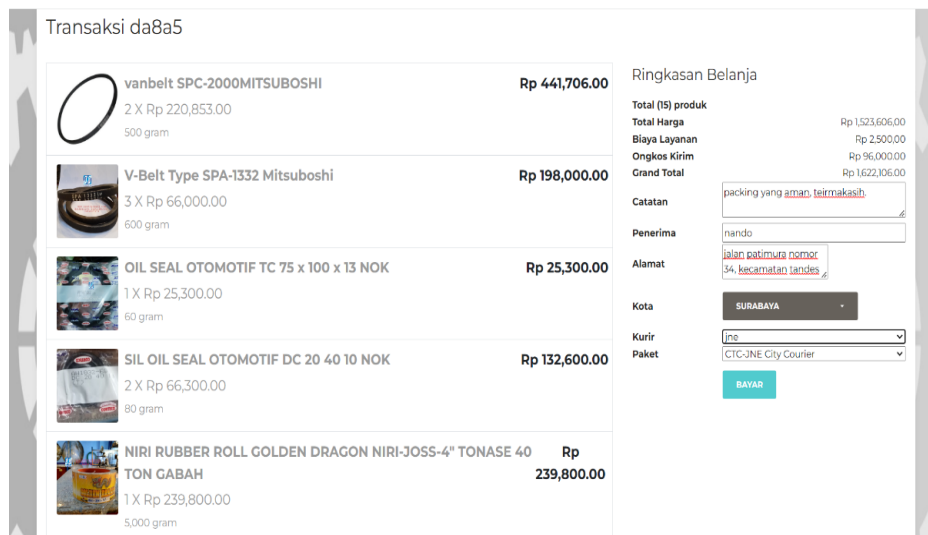 Transaksi da8a5
vanbelt SPC-2000MITSUBOSHI
Rp 441,706.00
2 X Rp 220,853.00
500 gram
V-Belt Type SPA-1332 Mitsuboshi
Rp 198,000.00
3 X Rp 66,000.00
600 gram
OIL SEAL OTOMOTIF TC 75 x 100 x 13 NOK
Rp 25,300.00
1 X Rp 25,300.00
60 gram
SIL OIL SEAL OTOMOTIF DC 20 40 10 NOK
Rp 132,600.00
2 X Rp 66,300.00
80 gram
NIRI RUBBER ROLL GOLDEN DRAGON NIRI-JOSS-4" TONASE 40
TON GABAH
Rp
239,800.00
1 X Rp 239,800.00
5,000 gram
Ringkasan Belanja
Total (15) produk
Total Harga Rp 1,523,606,00
Biaya Layanan Rp 2,500,00
Ongkos Kirim Rp 96,000.00
Grand Total Rp 1,622,106.00
Catatan packing yang aman, teirmakasih.
Penerima nando
Alamat jalan patimura nomor
34, kecamatan tandes
Kota SURABAYA
Kurir jne
Paket CTC-JNE City Courier
BAYAR